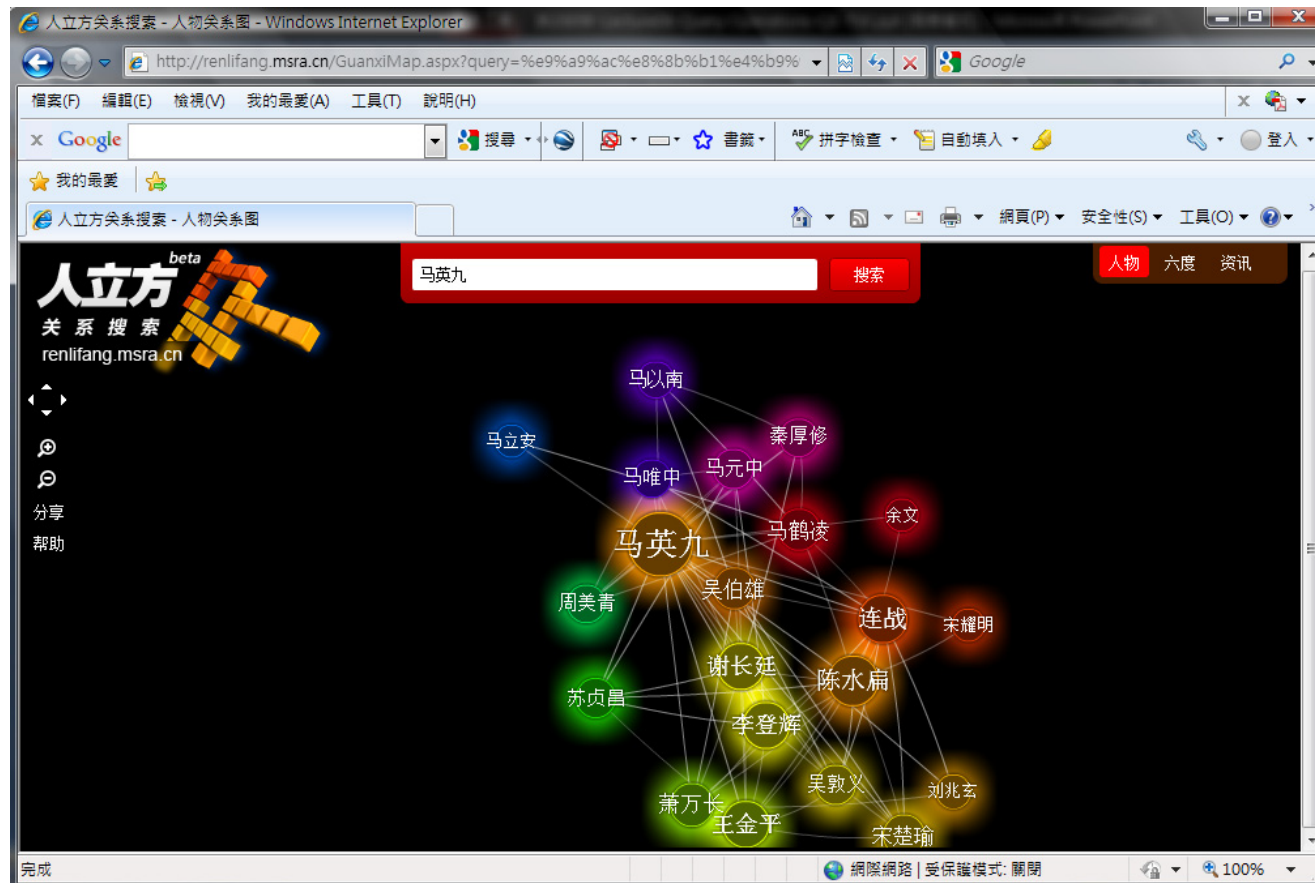 人立方关系搜索 - 人物关系图 - Windows Internet Explorer
http://renlifang.msra.cn/GuanxiMap.aspx?query=%e9%a9%ac%e8%8b%b1%e4%b9% Google
檔案(F) 編輯(E) 檢視(V) 我的最愛(A) 工具(T) 說明(H)
x Google 搜尋 書籤 ABC 拼字檢查 自動填入 登入
我的最愛
人立方关系搜索 - 人物关系图 網頁(P) 安全性(S) 工具(O)
人立方 beta
关系搜索
renlifang.msra.cn
马英九 搜索
人物 六度 资讯
分享
帮助
马以南
马立安
秦厚修
马唯中
马元中
马英九
马鹤凌
余文
周美青
吴伯雄
连战
宋耀明
谢长廷
陈水扁
苏贞昌
李登辉
吴敦义
刘兆玄
萧万长
王金平
宋楚瑜
完成 網際網路 | 受保護模式: 關閉 100%